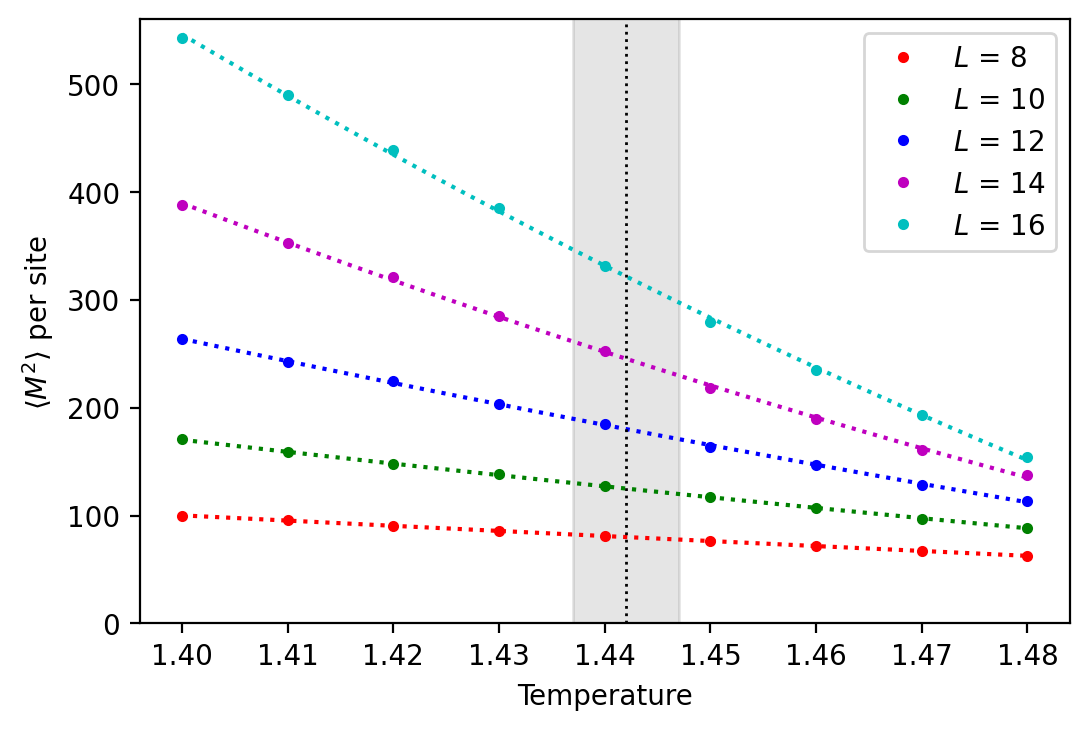 ⟨M²⟩ per site
500
400
300
200
100
0
1.40 1.41 1.42 1.43 1.44 1.45 1.46 1.47 1.48
Temperature
L = 8
L = 10
L = 12
L = 14
L = 16